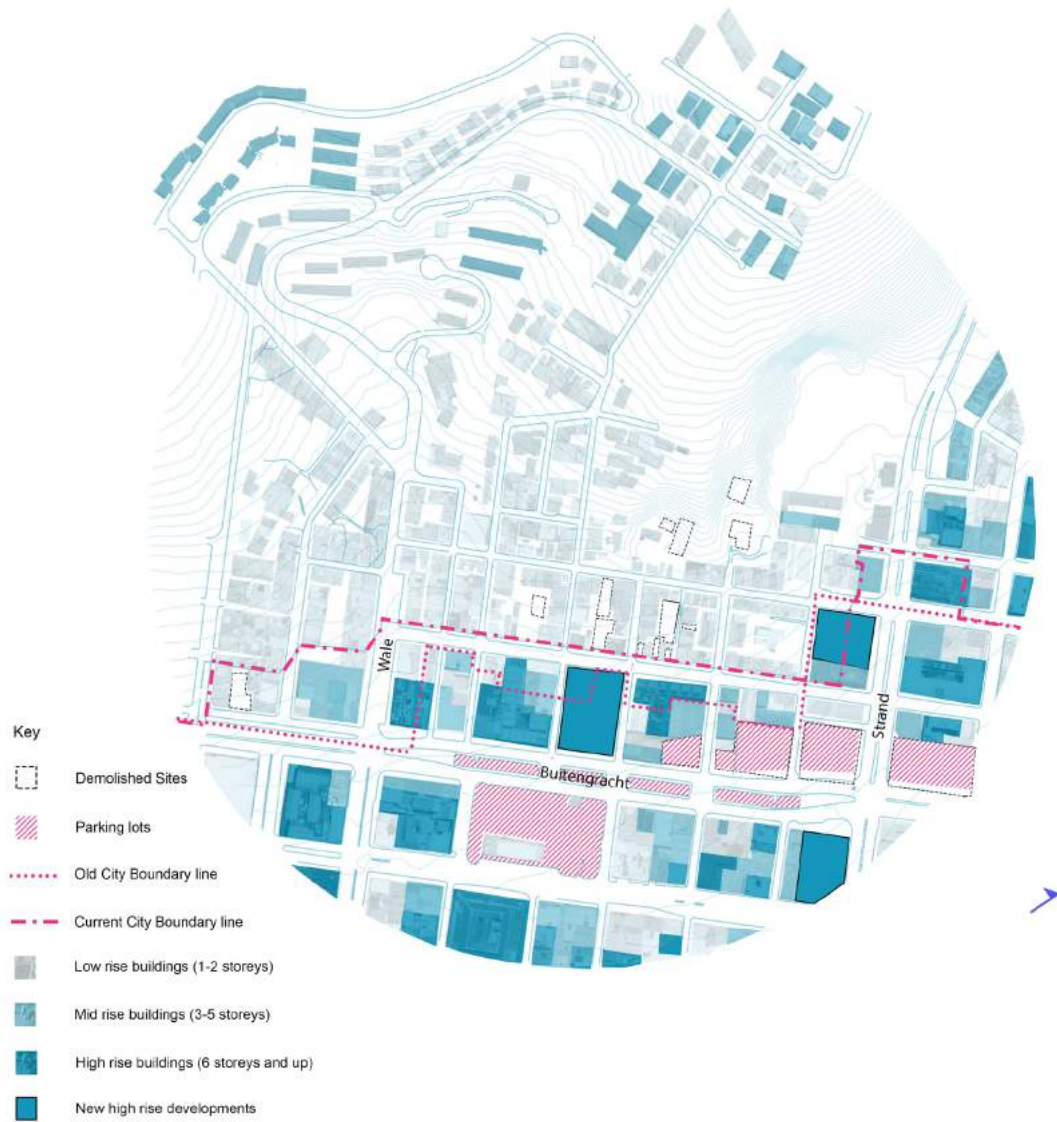 Wale
Strand
Buitengracht
Key
Demolished Sites
Parking lots
Old City Boundary line
Current City Boundary line
Low rise buildings (1-2 storeys)
Mid rise buildings (3-5 storeys)
High rise buildings (6 storeys and up)
New high rise developments